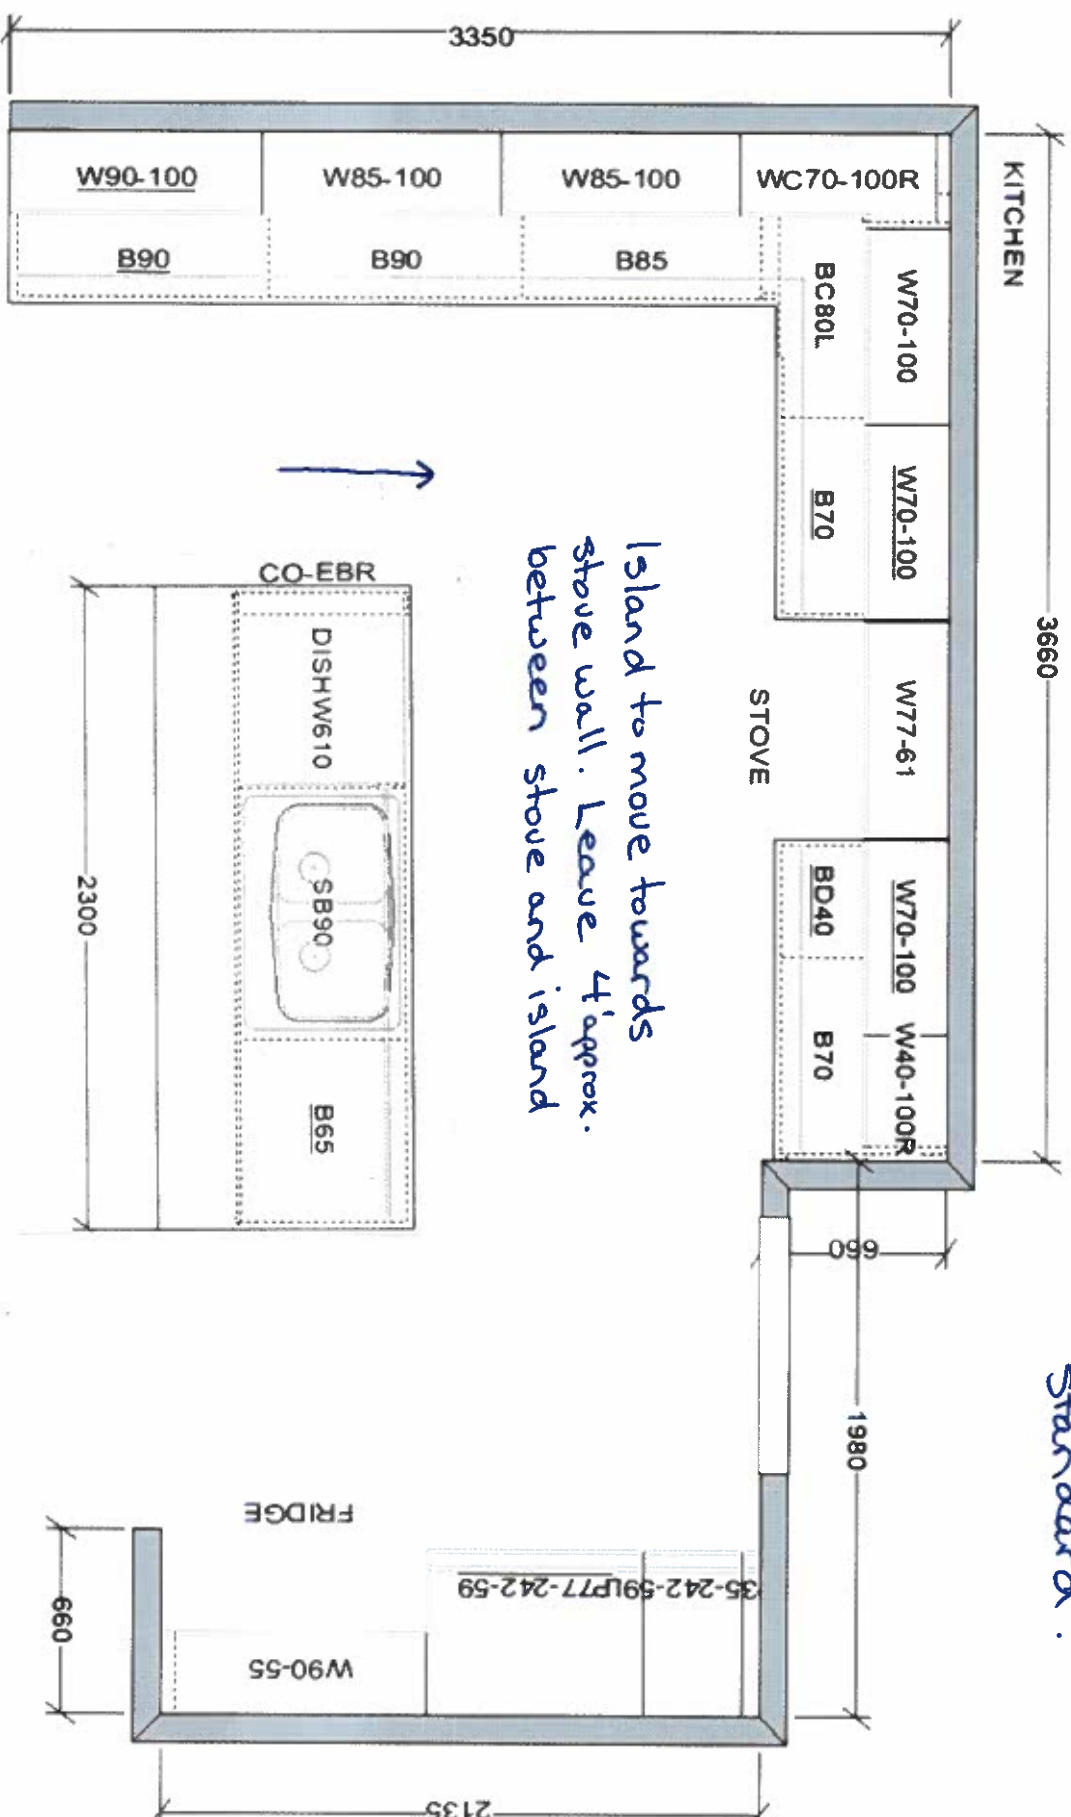 3350
KITCHEN
3660
W90-100
W85-100
W85-100
WC70-100R
B90
B90
B85
BC80L
W70-100
B70
W70-100
W77-61
STOVE
BD40
W70-100
B70
W40-100R
660
1980
Standard.
Island to move towards
stove wall. Leave 4' approx.
between stove and island
CO-EBR
DISHW610
SB90
B65
2300
FRIDGE
35-242-59UP77-242-59
W90-55
660
2135